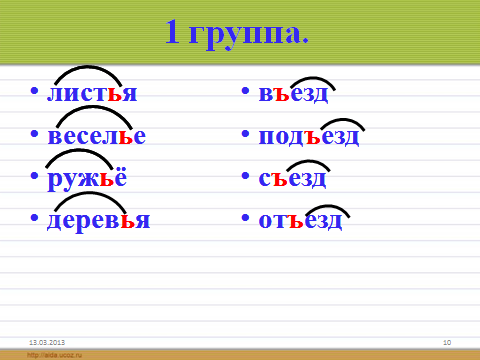 1 группа.
• листья
• веселье
• ружьё
• деревья
• въезд
• подъезд
• съезд
• отъезд
13.03.2013
10
http://aida.ucoz.ru